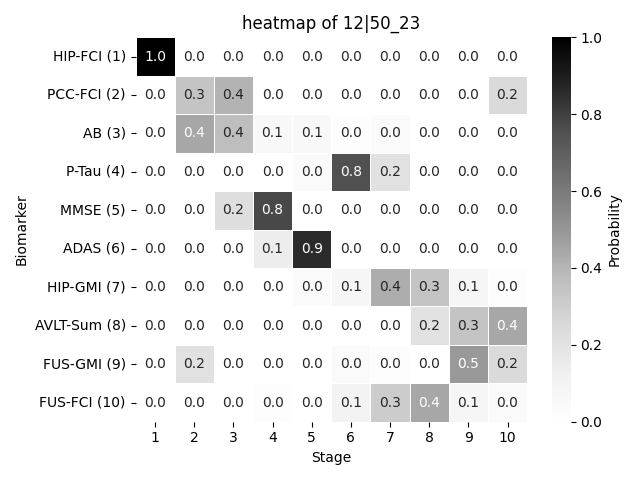 heatmap of 12|50_23
HIP-FCI (1) 1.0 0.0 0.0 0.0 0.0 0.0 0.0 0.0 0.0 0.0
PCC-FCI (2) 0.0 0.3 0.4 0.0 0.0 0.0 0.0 0.0 0.0 0.2
AB (3) 0.0 0.4 0.4 0.1 0.1 0.0 0.0 0.0 0.0 0.0
P-Tau (4) 0.0 0.0 0.0 0.0 0.0 0.8 0.2 0.0 0.0 0.0
MMSE (5) 0.0 0.0 0.2 0.8 0.0 0.0 0.0 0.0 0.0 0.0
ADAS (6) 0.0 0.0 0.0 0.1 0.9 0.0 0.0 0.0 0.0 0.0
HIP-GMI (7) 0.0 0.0 0.0 0.0 0.0 0.1 0.4 0.3 0.1 0.0
AVLT-Sum (8) 0.0 0.0 0.0 0.0 0.0 0.0 0.0 0.2 0.3 0.4
FUS-GMI (9) 0.0 0.2 0.0 0.0 0.0 0.0 0.0 0.0 0.5 0.2
FUS-FCI (10) 0.0 0.0 0.0 0.0 0.0 0.1 0.3 0.4 0.1 0.0
1 2 3 4 5 6 7 8 9 10
Stage
Biomarker
1.0
0.8
0.6
0.4
0.2
0.0
Probability